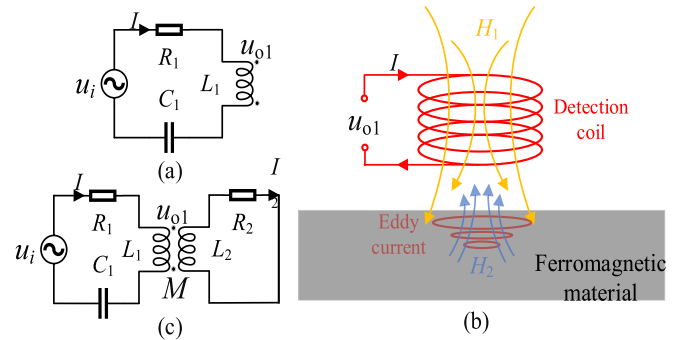 I
R1
uo1
ui
L1
C1
(a)
I
I2
R1
uo1
R2
ui
L1
L2
C1
M
(c)
H1
I
uo1
Detection
coil
Eddy
current
H2
Ferromagnetic
material
(b)